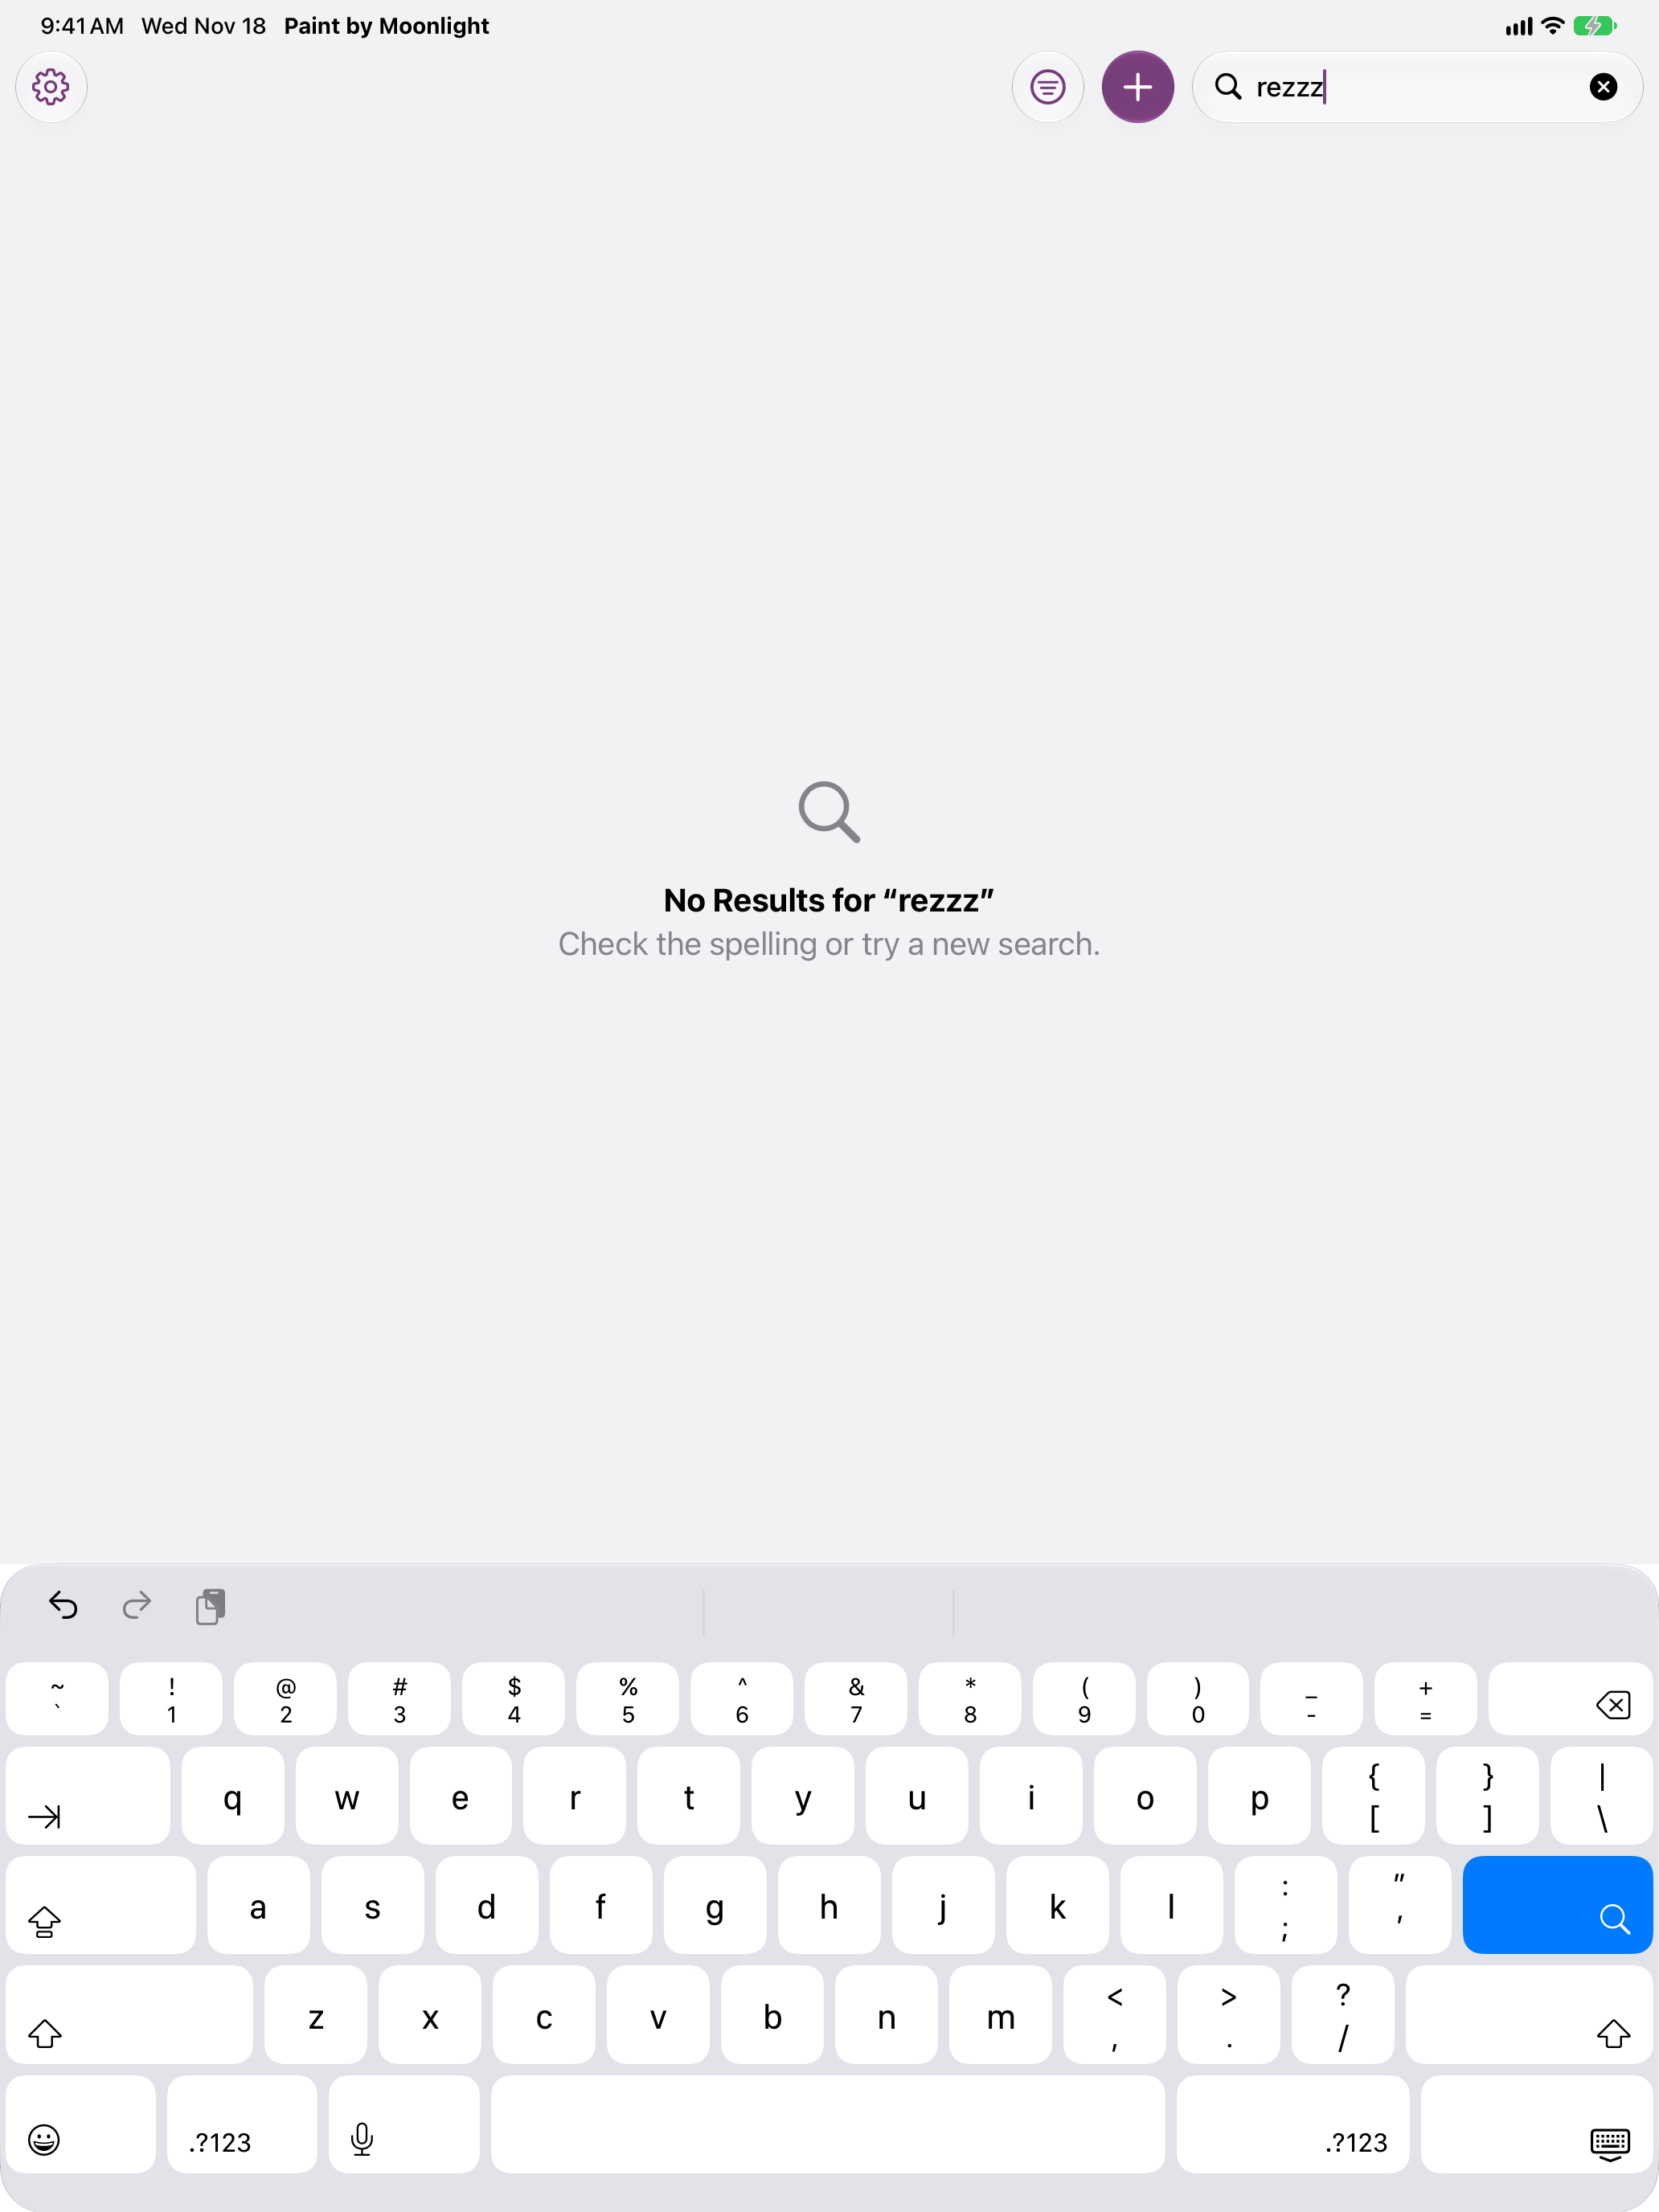 9:41 AM Wed Nov 18 Paint by Moonlight
rezzz
No Results for “rezzz”
Check the spelling or try a new search.
~ ! @ # $ % ^ & * ( ) _ +
` 1 2 3 4 5 6 7 8 9 0 - =
q w e r t y u i o p { } |
[ ] \
a s d f g h j k l : "
; '
z x c v b n m < > ?
, . /
.?123 .?123